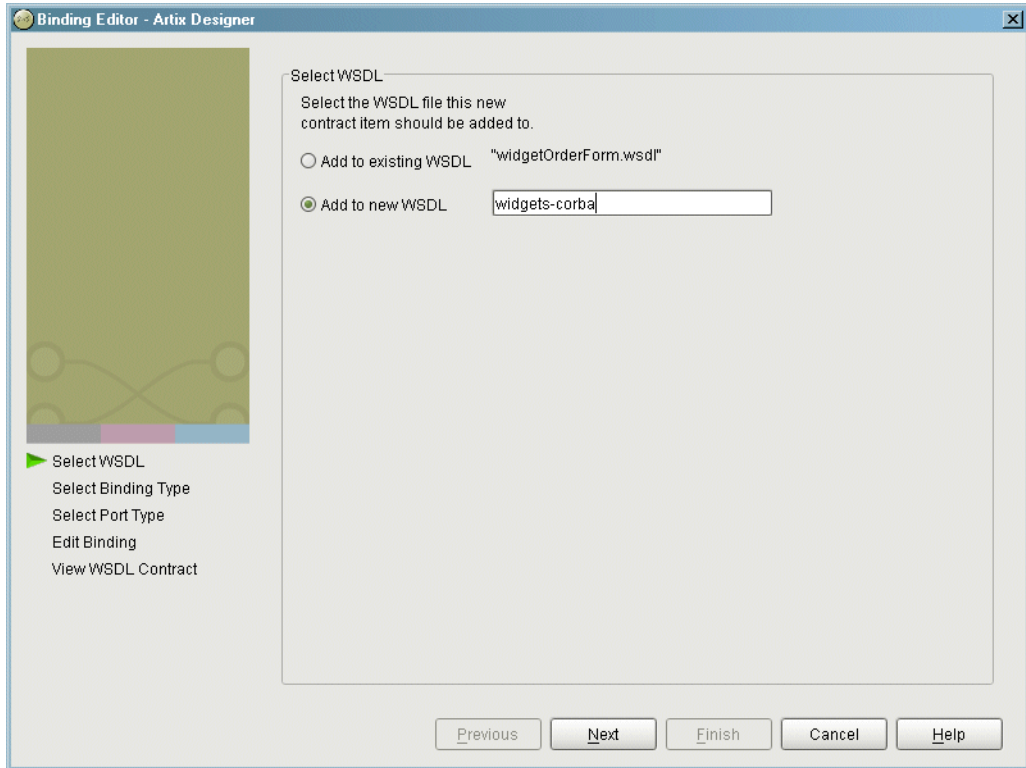 Binding Editor - Artix Designer
Select WSDL
Select the WSDL file this new
contract item should be added to.
Add to existing WSDL "widgetOrderForm.wsdl"
Add to new WSDL widgets-corba
Select WSDL
Select Binding Type
Select Port Type
Edit Binding
View WSDL Contract
Previous Next Finish Cancel Help